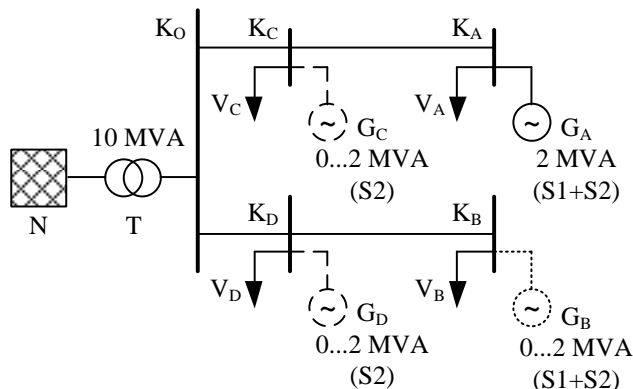 K_O
K_C
K_A
V_C
V_A
10 MVA
~
G_C
~
G_A
0...2 MVA
2 MVA
(S2)
(S1+S2)
N
T
K_D
K_B
V_D
V_B
~
G_D
~
G_B
0...2 MVA
0...2 MVA
(S2)
(S1+S2)